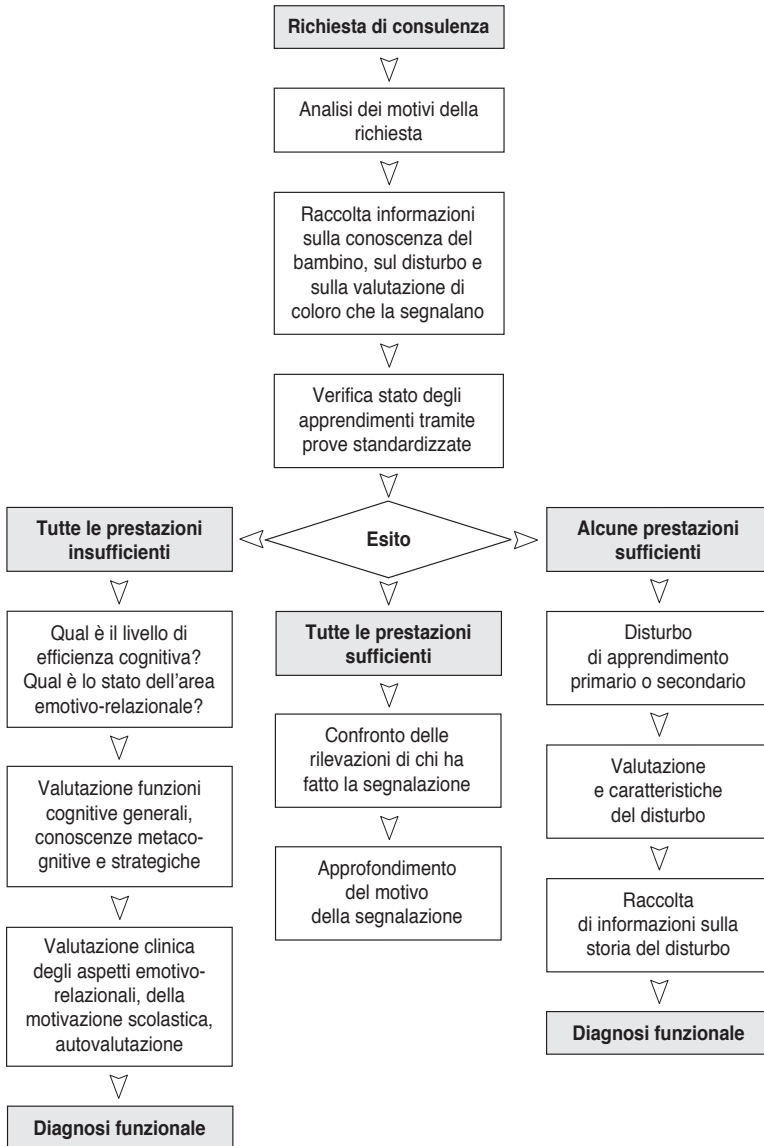 Richiesta di consulenza
Analisi dei motivi della
richiesta
Raccolta informazioni
sulla conoscenza del
bambino, sul disturbo e
sulla valutazione di
coloro che la segnalano
Verifica stato degli
apprendimenti tramite
prove standardizzate
Esito
Tutte le prestazioni
insufficienti
Qual è il livello di
efficienza cognitiva?
Qual è lo stato dell'area
emotivo-relazionale?
Valutazione funzioni
cognitive generali,
conoscenze metaco-
gnitive e strategiche
Valutazione clinica
degli aspetti emotivo-
relazionali, della
motivazione scolastica,
autovalutazione
Diagnosi funzionale
Tutte le prestazioni
sufficienti
Confronto delle
rilevazioni di chi ha
fatto la segnalazione
Approfondimento
del motivo
della segnalazione
Alcune prestazioni
sufficienti
Disturbo
di apprendimento
primario o secondario
Valutazione
e caratteristiche
del disturbo
Raccolta
di informazioni sulla
storia del disturbo
Diagnosi funzionale